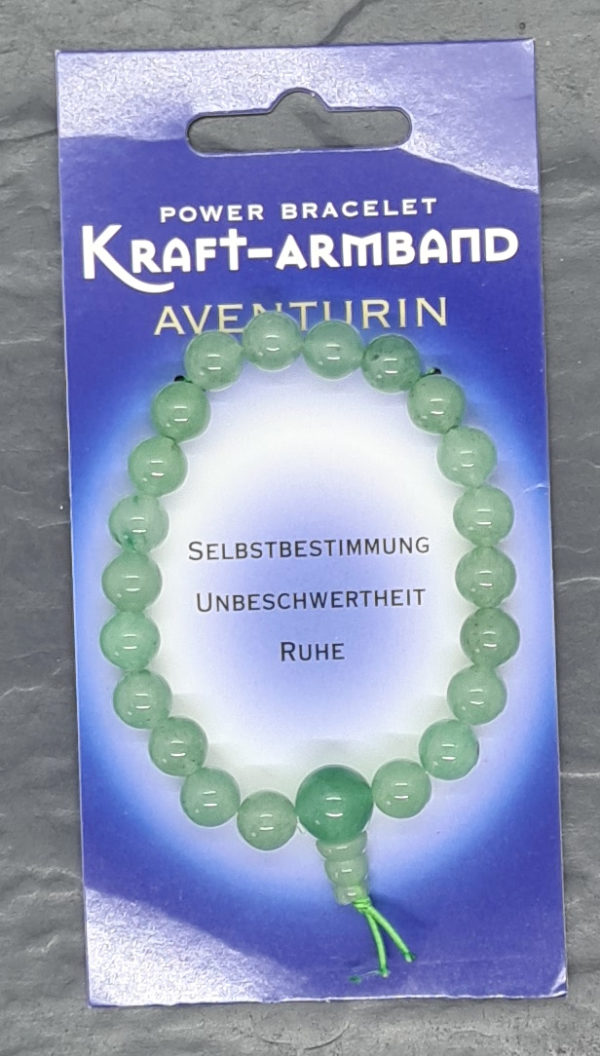 POWER BRACELET
KRAFT-ARMBAND
AVENTURIN
SELBSTBESTIMMUNG
UNBESCHWERTHEIT
RUHE